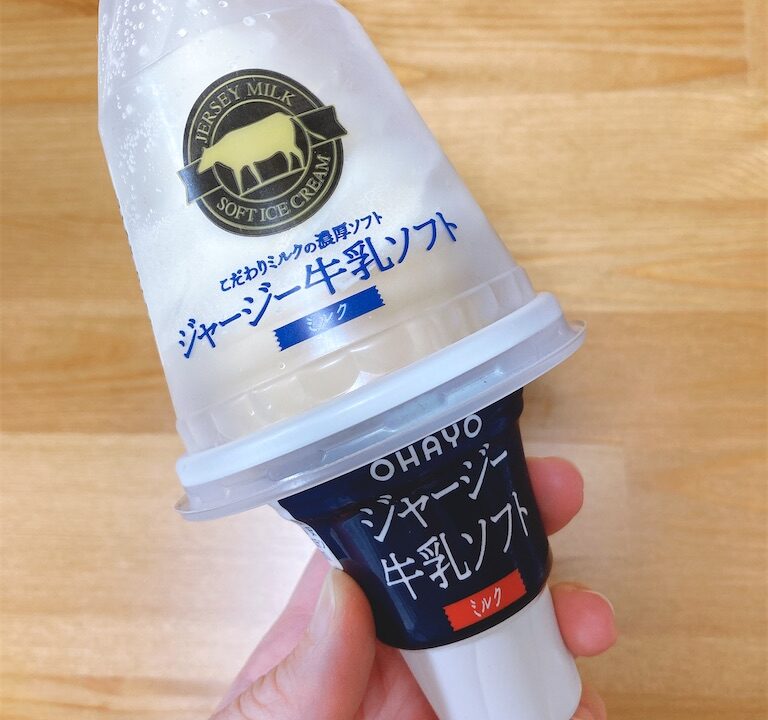 JERSEY MILK
SOFT ICE CREAM
こだわりミルクの濃厚ソフト
ジャージー牛乳ソフト
ミルク
OHAYO
ジャージー
牛乳ソフト
ミルク